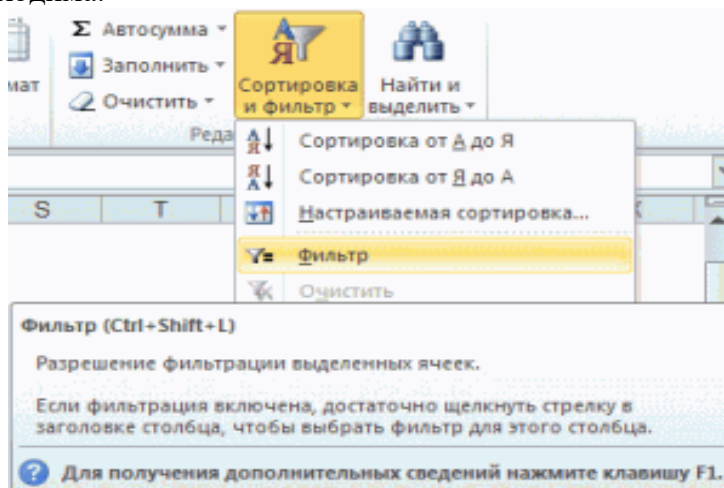 Σ Автосумма
Заполнить
Очистить
мат
Сортировка
и фильтр
Найти и
выделить
Реда
Сортировка от А до Я
Сортировка от Я до А
Настраиваемая сортировка...
Фильтр
Очистить
S T
Фильтр (Ctrl+Shift+L)
Разрешение фильтрации выделенных ячеек.
Если фильтрация включена, достаточно щелкнуть стрелку в
заголовке столбца, чтобы выбрать фильтр для этого столбца.
Для получения дополнительных сведений нажмите клавишу F1.